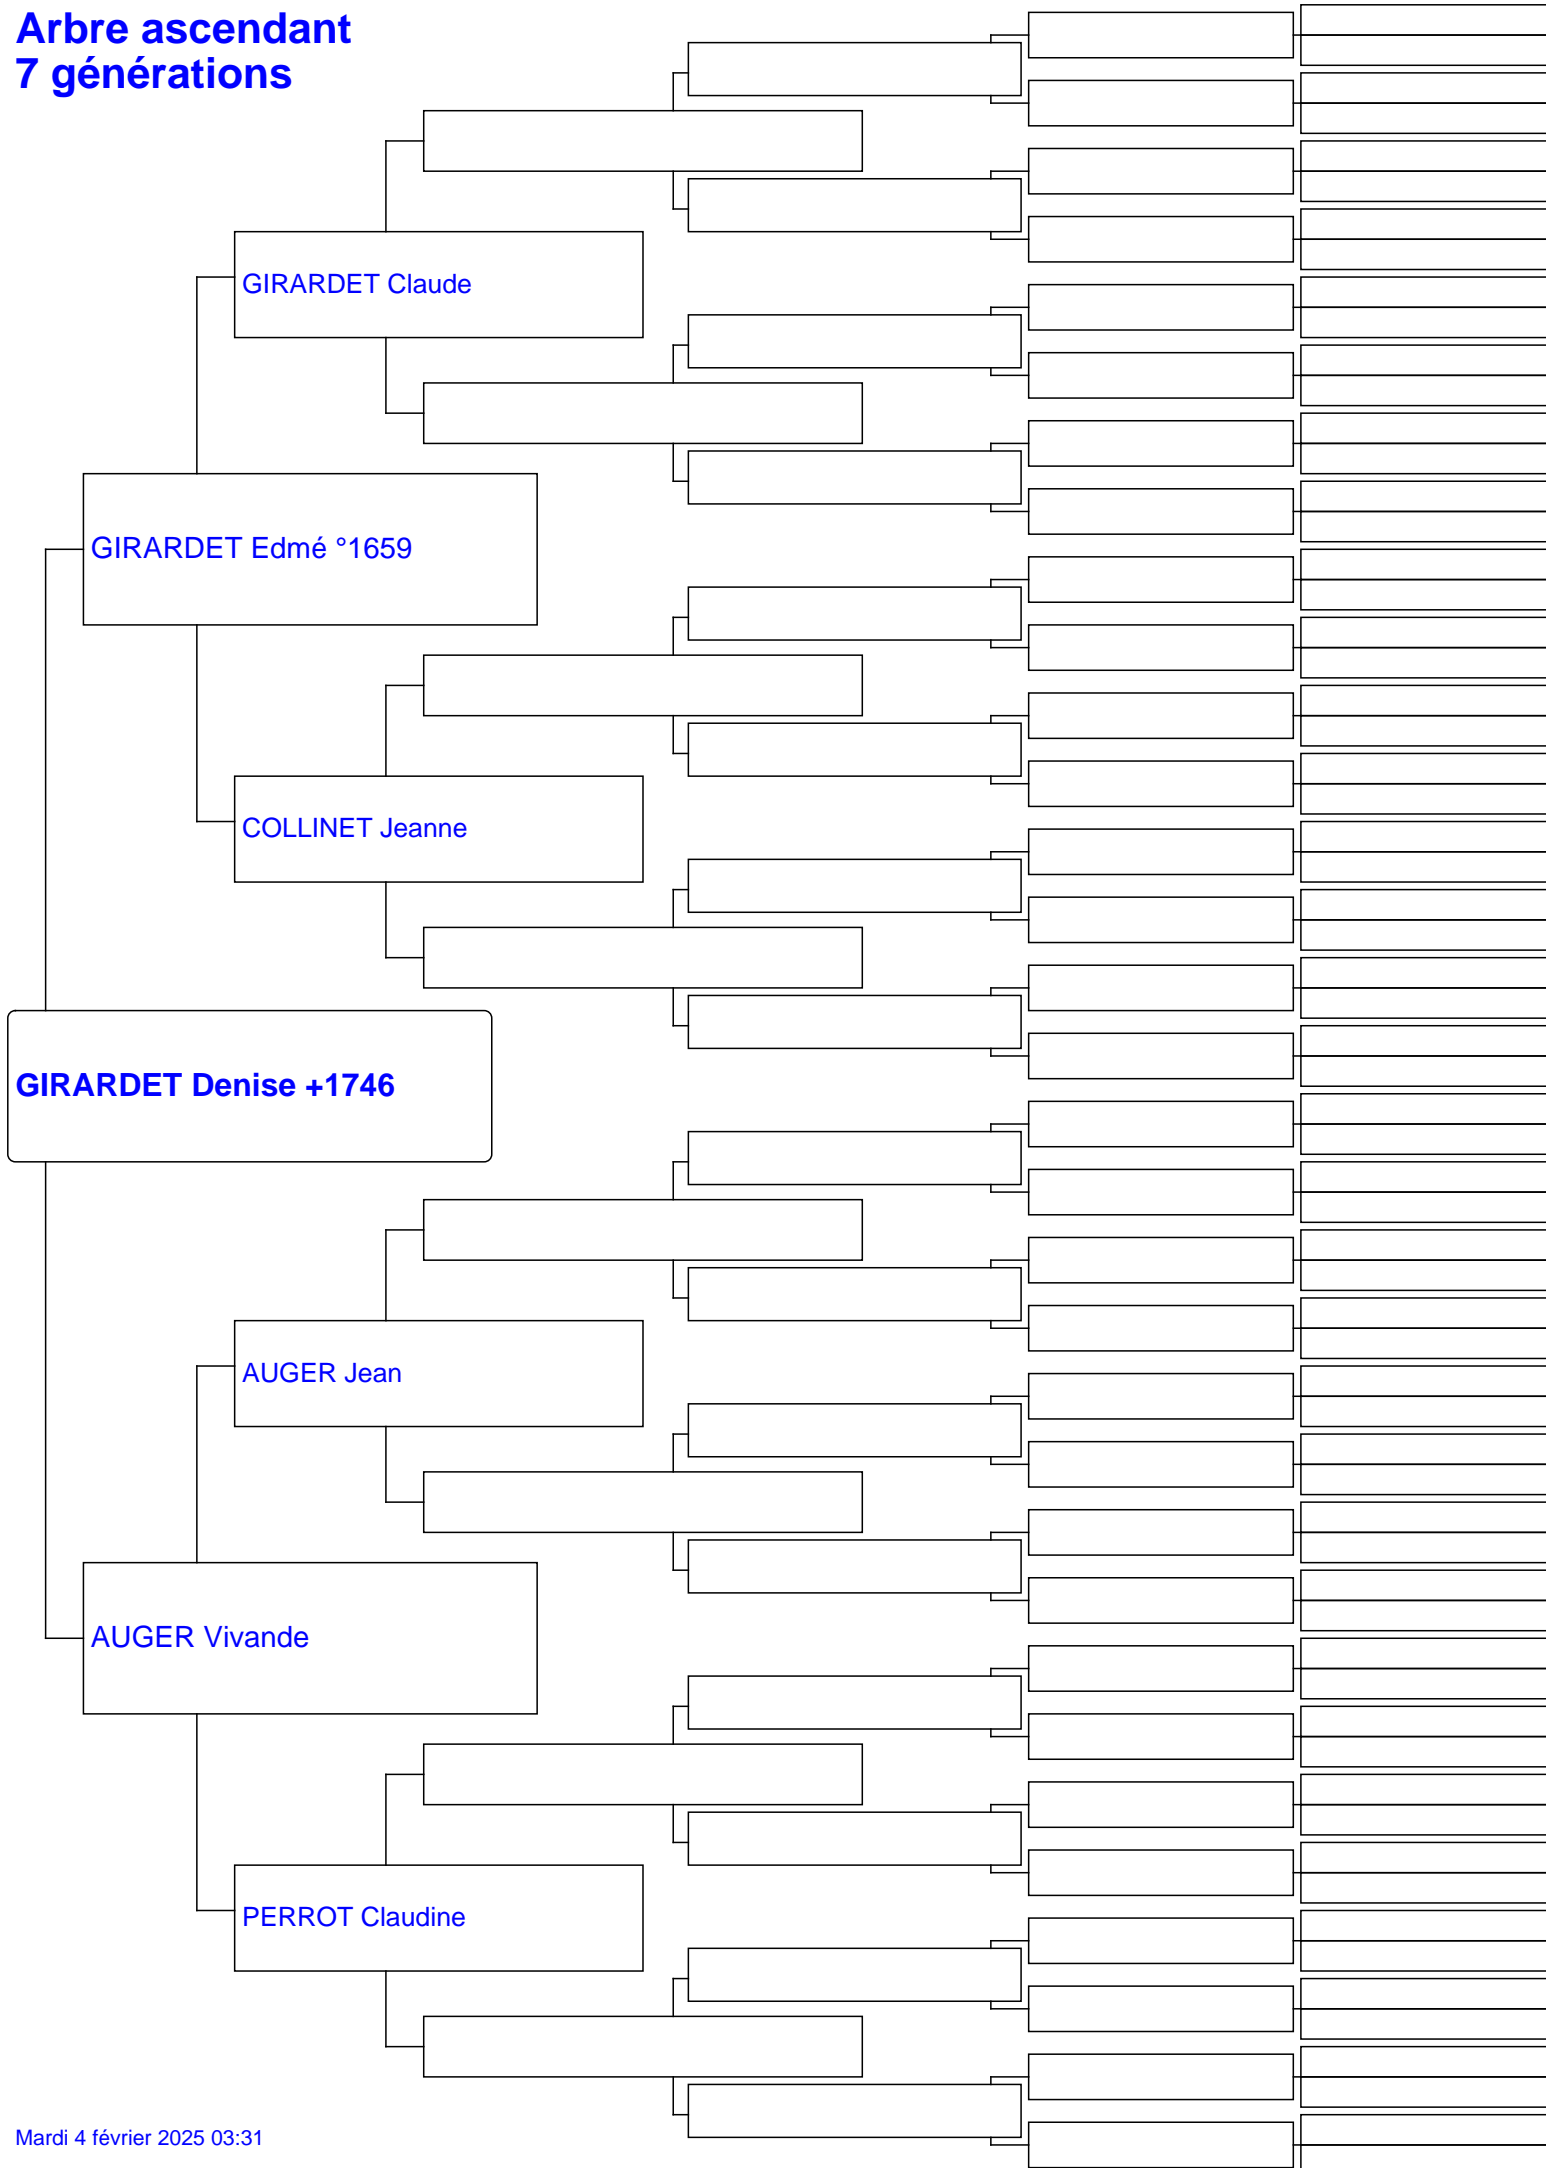 Arbre ascendant
7 générations
GIRARDET Claude
GIRARDET Edmé °1659
COLLINET Jeanne
GIRARDET Denise +1746
AUGER Jean
AUGER Vivande
PERROT Claudine
Mardi 4 février 2025 03:31